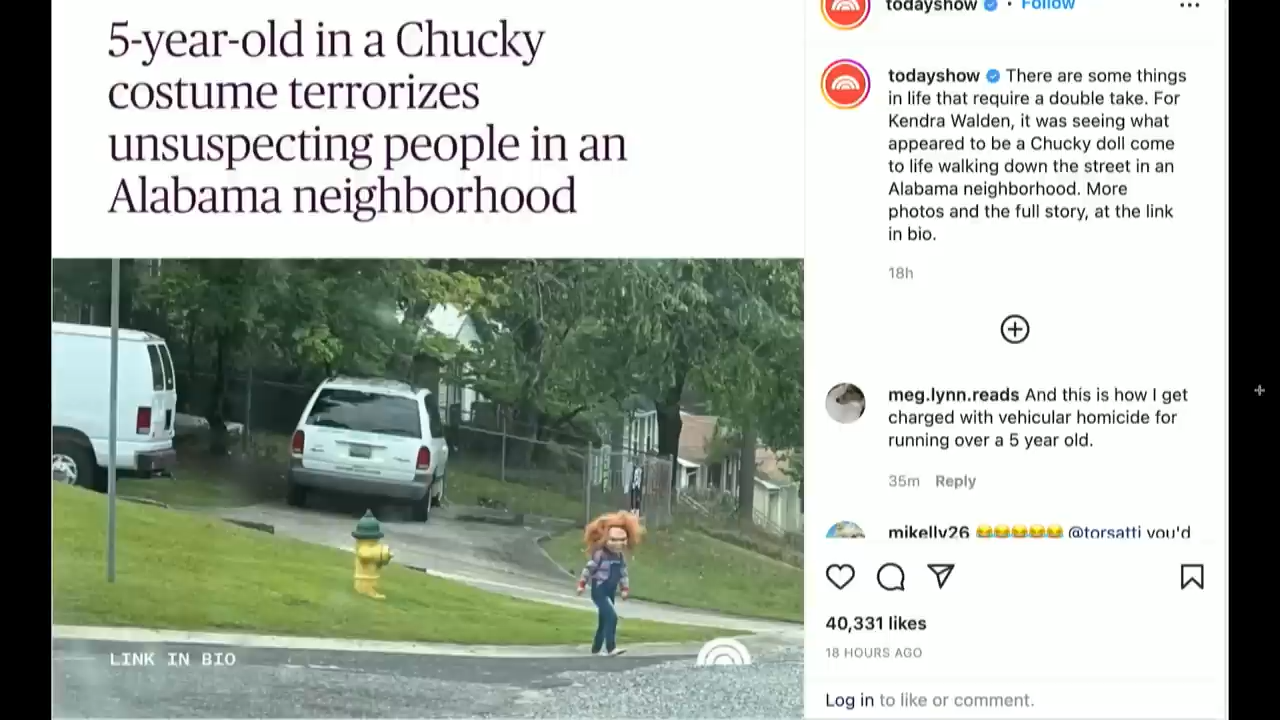 5-year-old in a Chucky
costume terrorizes
unsuspecting people in an
Alabama neighborhood
LINK IN BIO
todayshow • Follow
todayshow There are some things
in life that require a double take. For
Kendra Walden, it was seeing what
appeared to be a Chucky doll come
to life walking down the street in an
Alabama neighborhood. More
photos and the full story, at the link
in bio.
18h
meg.lynn.reads And this is how I get
charged with vehicular homicide for
running over a 5 year old.
35m Reply
mikelly26 😂😂😂😂😂 @torsatti you'd
40,331 likes
18 HOURS AGO
Log in to like or comment.